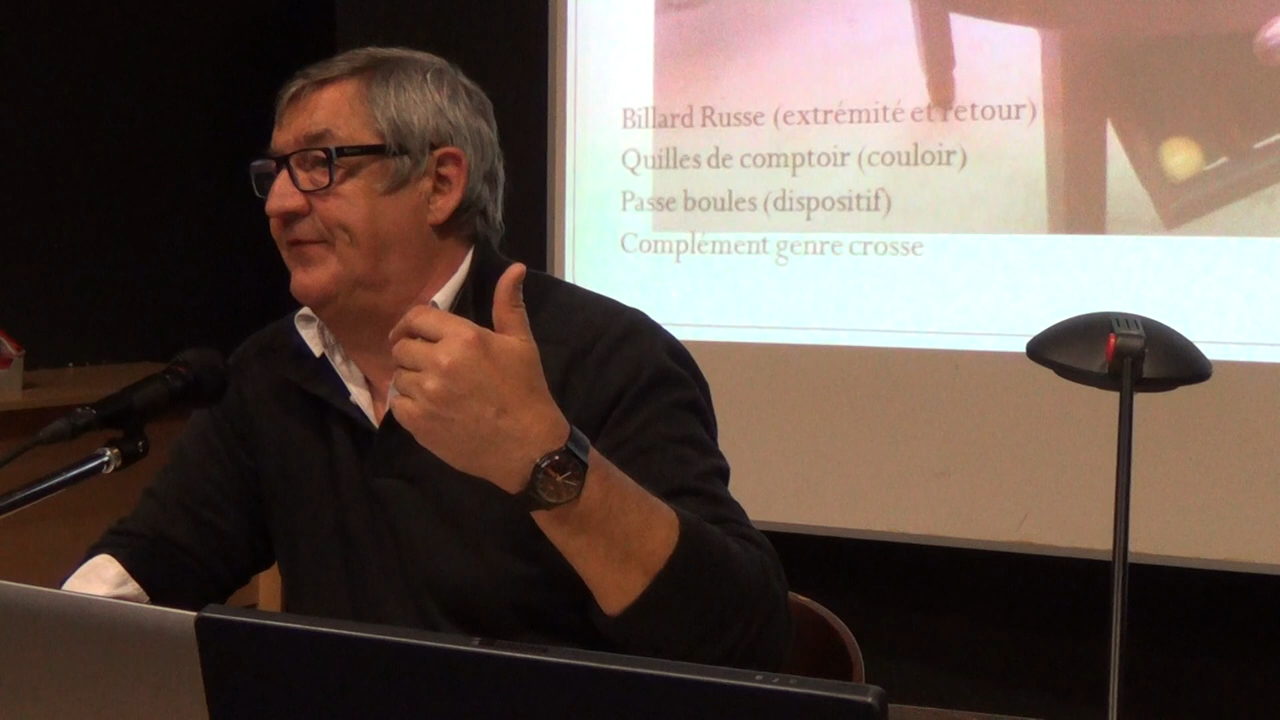 Billard Russe (extrémité et retour)
Quilles de comptoir (couloir)
Passe boules (dispositif)
Complément genre crosse